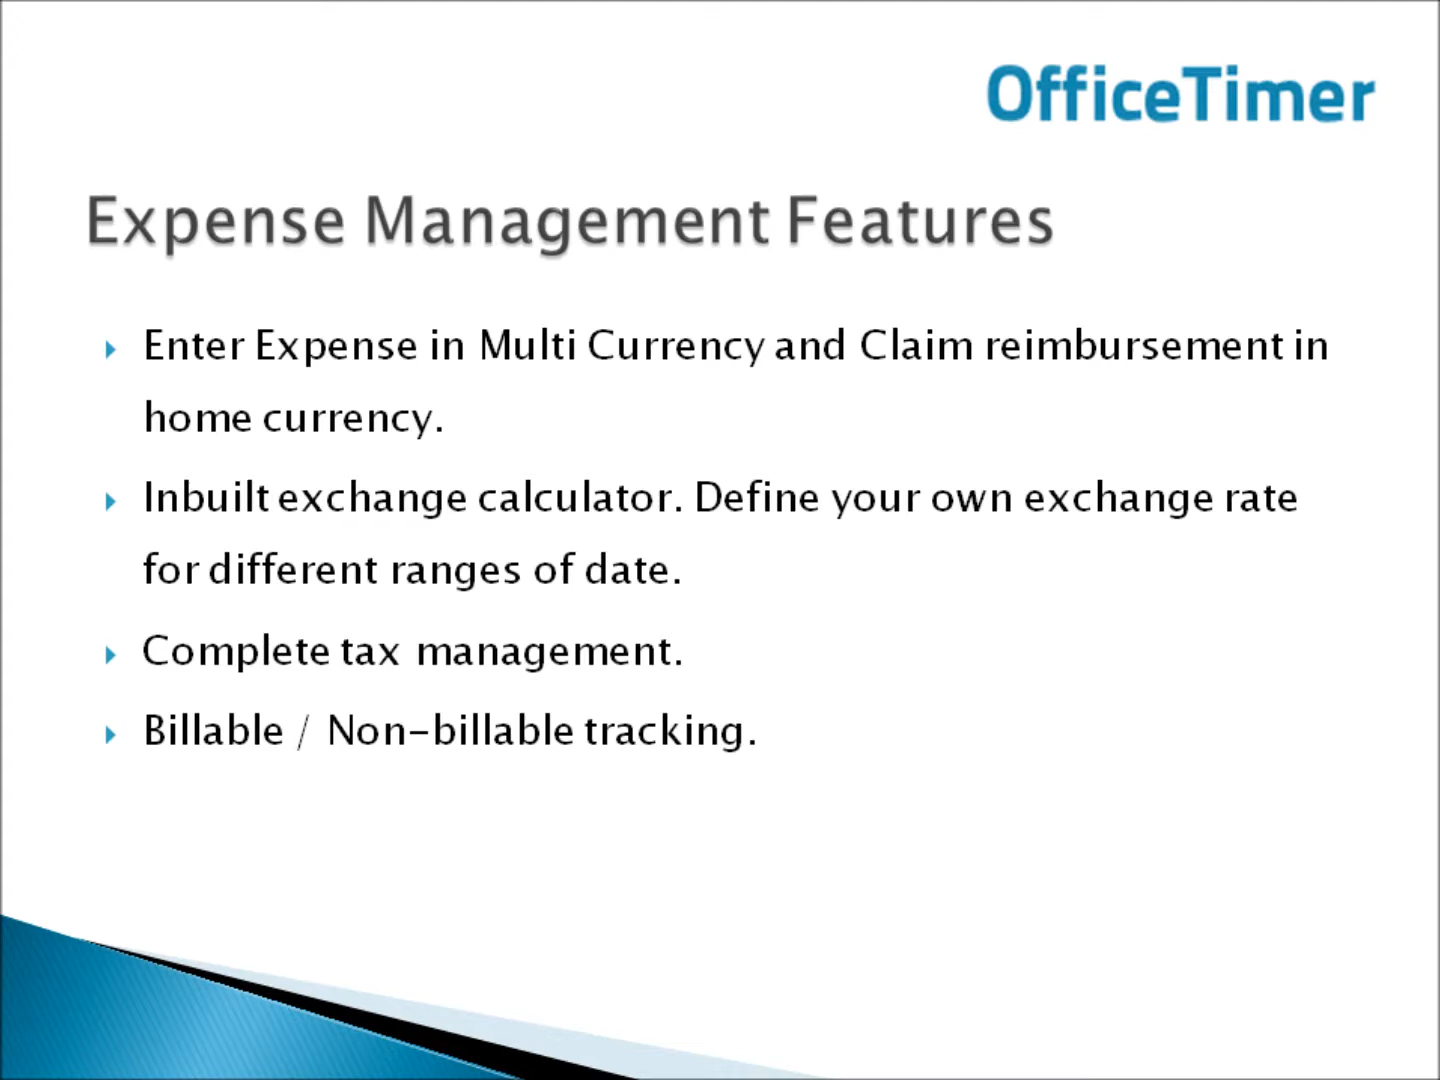 OfficeTimer
Expense Management Features
Enter Expense in Multi Currency and Claim reimbursement in
home currency.
Inbuilt exchange calculator. Define your own exchange rate
for different ranges of date.
Complete tax management.
Billable / Non-billable tracking.